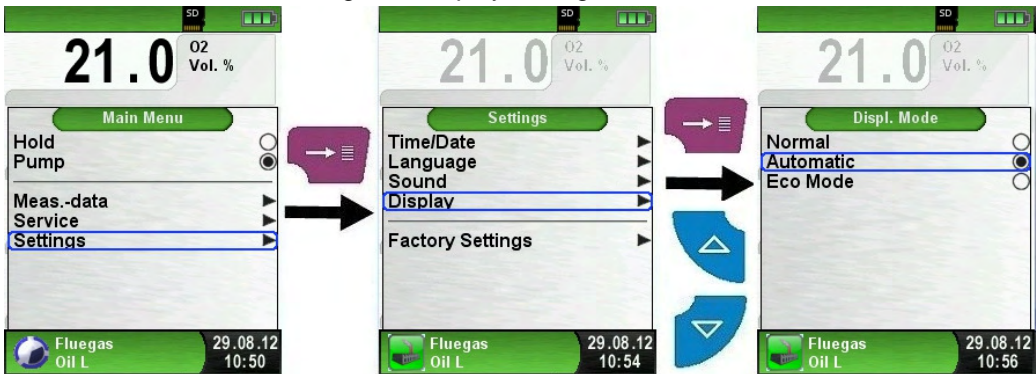 SD
21.0
O2
Vol. %
Main Menu
Hold
Pump
Meas.-data
Service
Settings
Fluegas
Oil L
29.08.12
10:50
SD
21.0
O2
Vol. %
Settings
Time/Date
Language
Sound
Display
Factory Settings
Fluegas
Oil L
29.08.12
10:54
SD
21.0
O2
Vol. %
Displ. Mode
Normal
Automatic
Eco Mode
Fluegas
Oil L
29.08.12
10:56